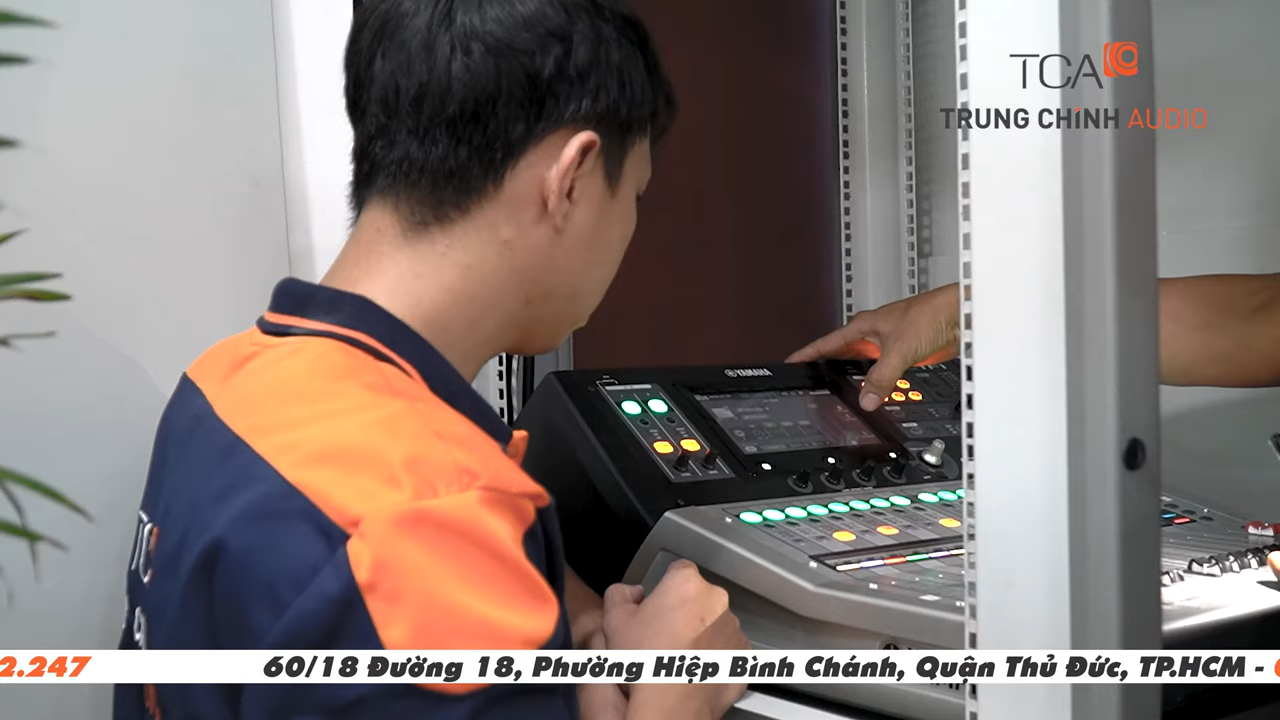 TCA
TRUNG CHÍNH AUDIO
YAMAHA
TC
2.247 60/18 Đường 18, Phường Hiệp Bình Chánh, Quận Thủ Đức, TP.HCM -